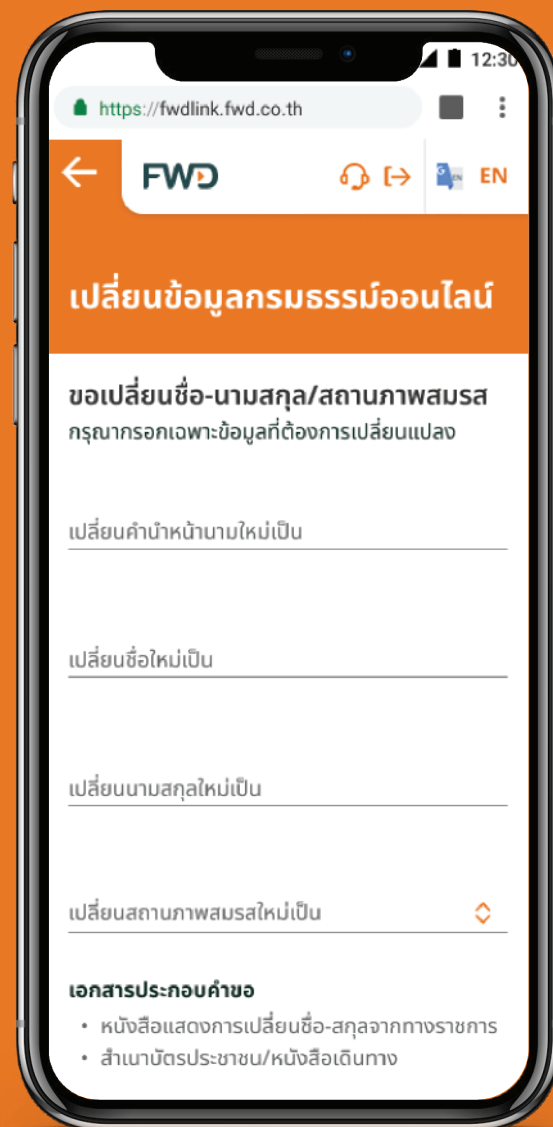 12:30
https://fwdlink.fwd.co.th
FWD
EN
เปลี่ยนข้อมูลกรมธรรม์ออนไลน์
ขอเปลี่ยนชื่อ-นามสกุล/สถานภาพสมรส
กรุณากรอกเฉพาะข้อมูลที่ต้องการเปลี่ยนแปลง
เปลี่ยนคำนำหน้านามใหม่เป็น
เปลี่ยนชื่อใหม่เป็น
เปลี่ยนนามสกุลใหม่เป็น
เปลี่ยนสถานภาพสมรสใหม่เป็น
เอกสารประกอบคำขอ
• หนังสือแสดงการเปลี่ยนชื่อ-สกุลจากทางราชการ
• สำเนาบัตรประชาชน/หนังสือเดินทาง